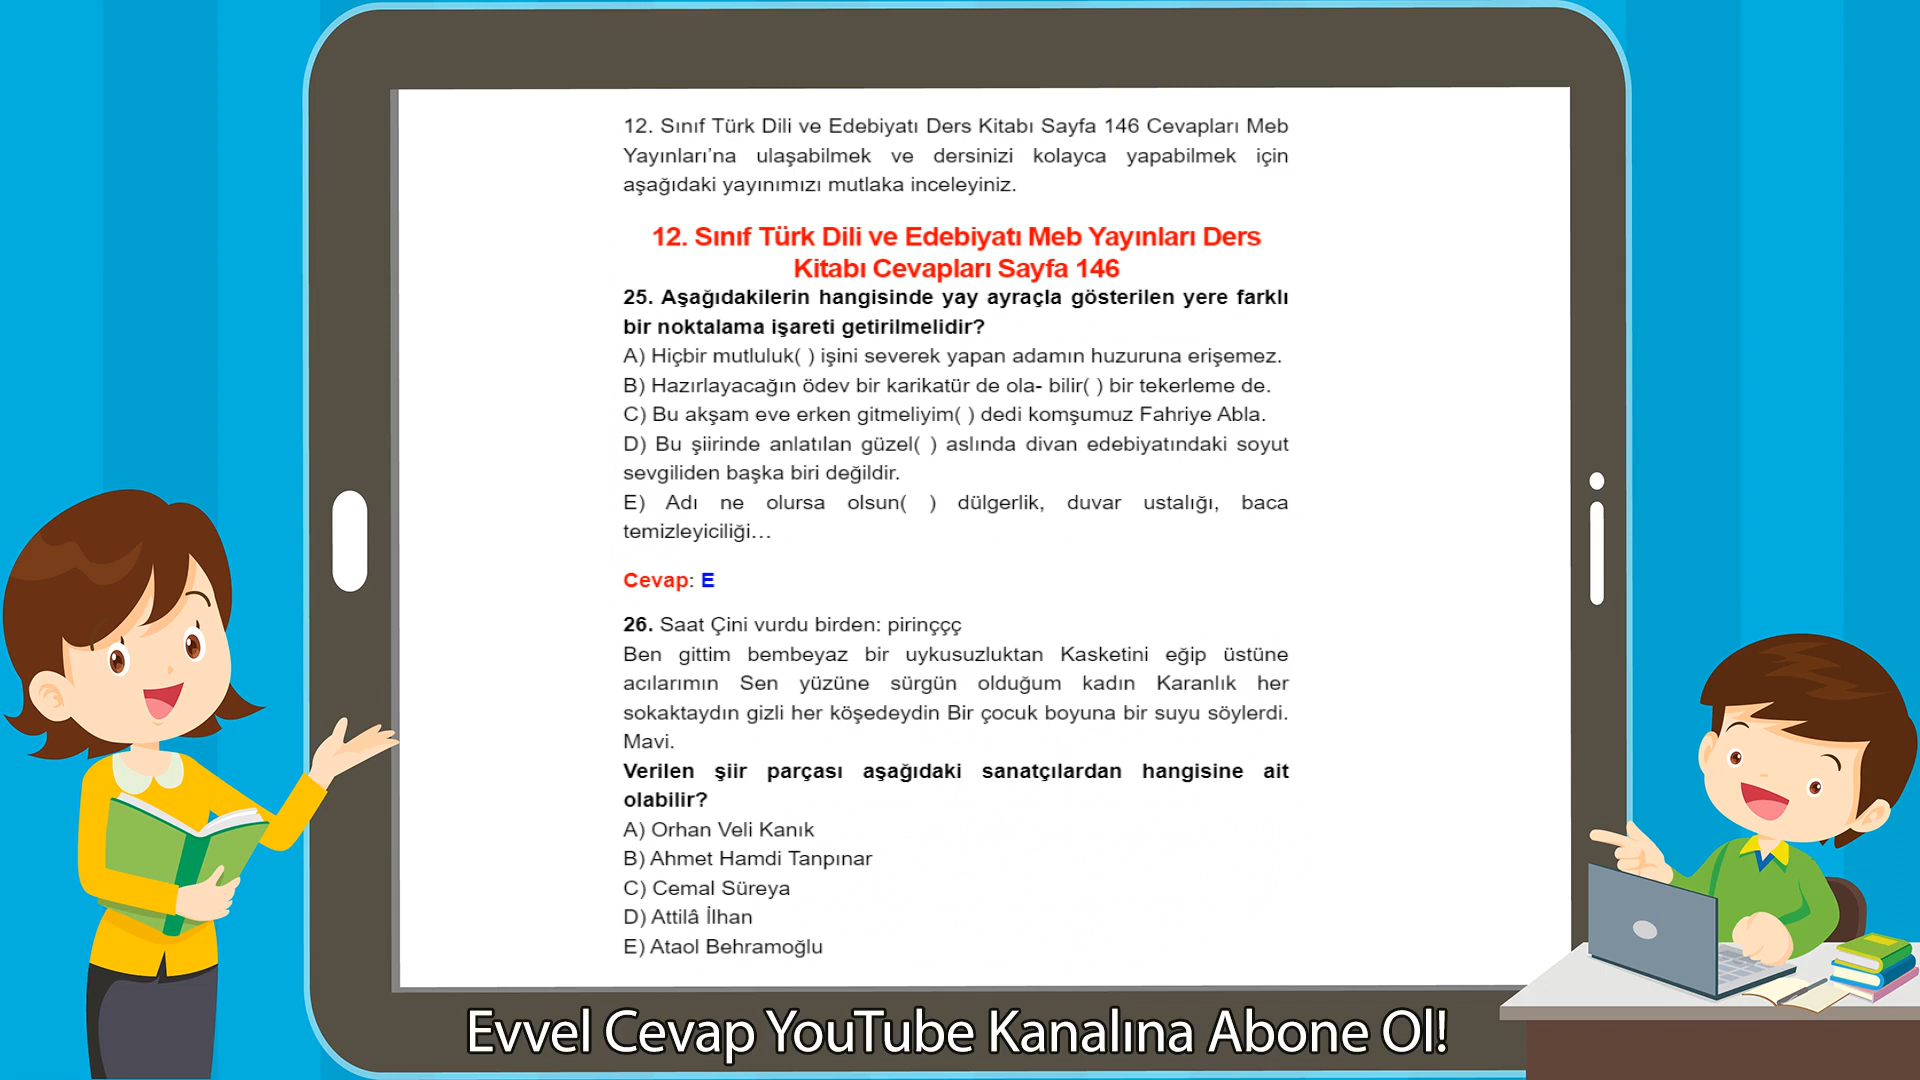 12. Sınıf Türk Dili ve Edebiyatı Ders Kitabı Sayfa 146 Cevapları Meb
Yayınları’na ulaşabilmek ve dersinizi kolayca yapabilmek için
aşağıdaki yayınımızı mutlaka inceleyiniz.
12. Sınıf Türk Dili ve Edebiyatı Meb Yayınları Ders
Kitabı Cevapları Sayfa 146
25. Aşağıdakilerin hangisinde yay ayraçla gösterilen yere farklı
bir noktalama işareti getirilmelidir?
A) Hiçbir mutluluk( ) işini severek yapan adamın huzuruna erişemez.
B) Hazırlayacağın ödev bir karikatür de ola- bilir( ) bir tekerleme de.
C) Bu akşam eve erken gitmeliyim( ) dedi komşumuz Fahriye Abla.
D) Bu şiirinde anlatılan güzel( ) aslında divan edebiyatındaki soyut
sevgiliden başka biri değildir.
E) Adı ne olursa olsun( ) dülgerlik, duvar ustalığı, baca
temizleyiciliği…
Cevap: E
26. Saat Çini vurdu birden: pirinççç
Ben gittim bembeyaz bir uykusuzluktan Kasketini eğip üstüne
acılarımın Sen yüzüne sürgün olduğum kadın Karanlık her
sokaktaydın gizli her köşedeydin Bir çocuk boyuna bir suyu söylerdi.
Mavi.
Verilen şiir parçası aşağıdaki sanatçılardan hangisine ait
olabilir?
A) Orhan Veli Kanık
B) Ahmet Hamdi Tanpınar
C) Cemal Süreya
D) Attilâ İlhan
E) Ataol Behramoğlu
Evvel Cevap YouTube Kanalına Abone Ol!